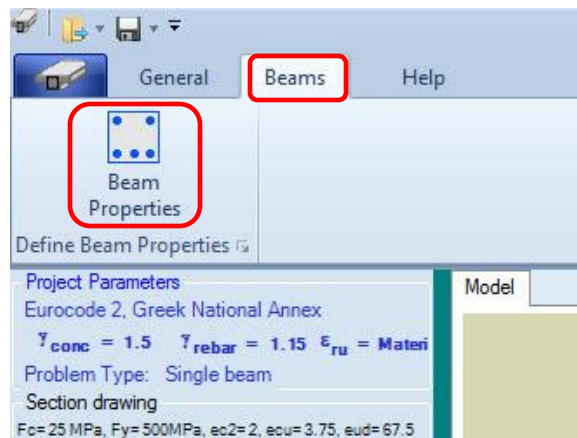 General Beams Help
Beam
Properties
Define Beam Properties
Project Parameters
Model
Eurocode 2, Greek National Annex
γconc = 1.5 γrebar = 1.15 εru = Materi
Problem Type: Single beam
Section drawing
Fc=25 MPa, Fy=500MPa, ec2=2, ecu=3.75, eud=67.5